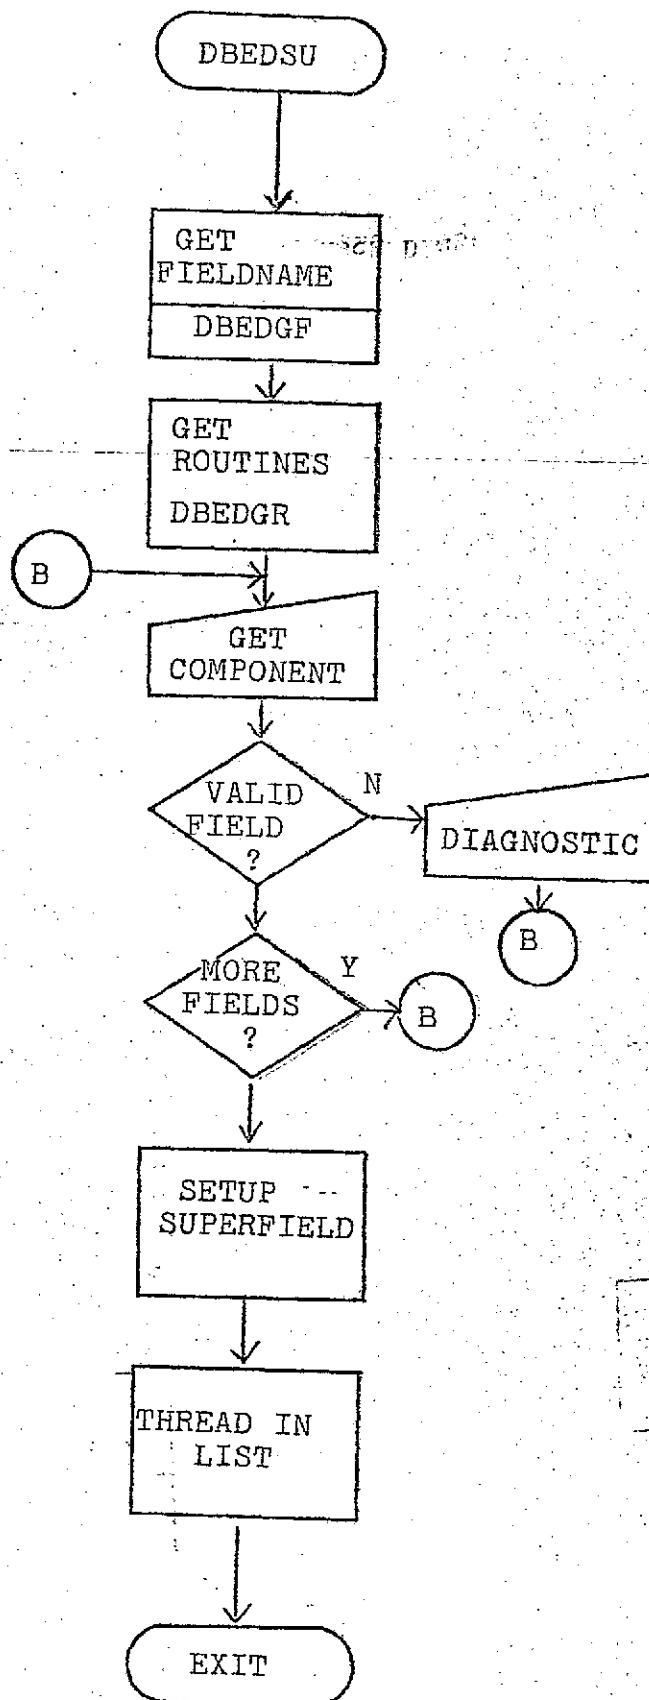 DBEDSU
GET
FIELDNAME
DBEDGF
GET
ROUTINES
DBEDGR
B
GET
COMPONENT
VALID
FIELD
?
N
DIAGNOSTIC
B
MORE
FIELDS
?
Y
B
SETUP
SUPERFIELD
THREAD IN
LIST
EXIT